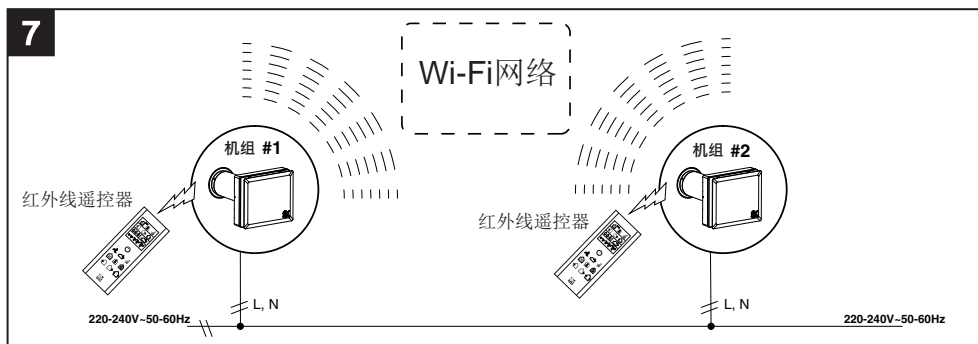 7
Wi-Fi网络
机组 #1
机组 #2
红外线遥控器
红外线遥控器
L, N
L, N
220-240V~50-60Hz
220-240V~50-60Hz